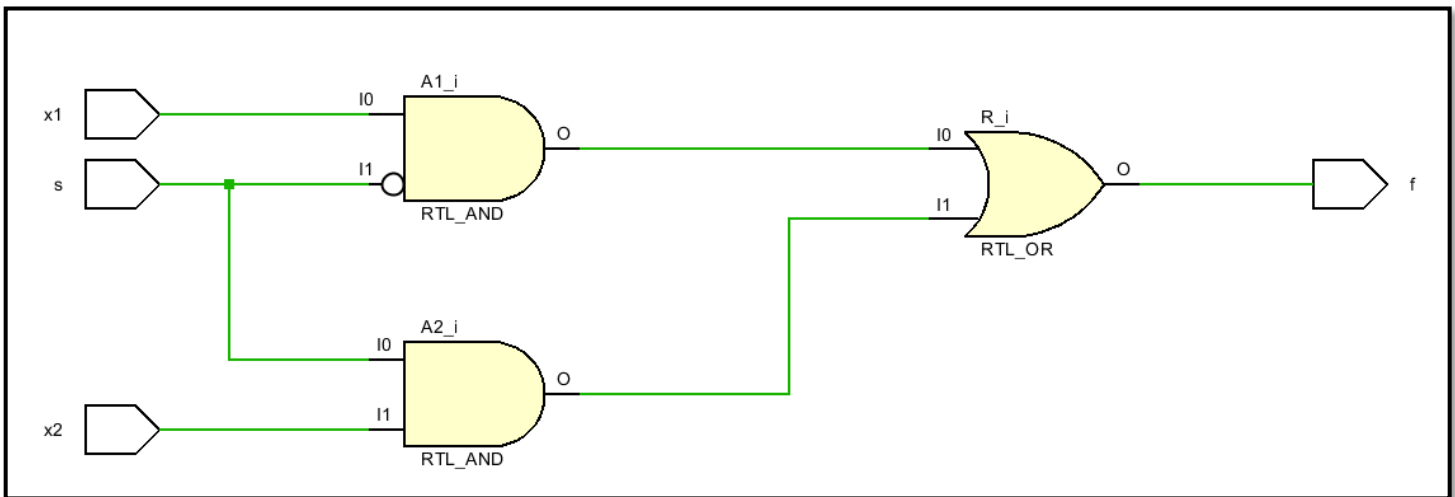 A1_i
x1
I0
O
R_i
I0
s
I1
RTL_AND
O
f
I1
RTL_OR
A2_i
I0
O
x2
I1
RTL_AND